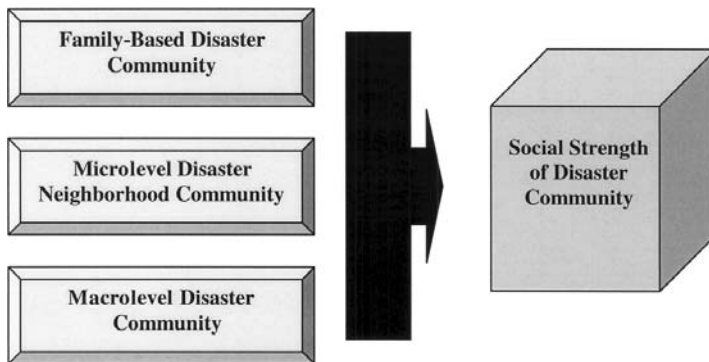 Family-Based Disaster
Community
Microlevel Disaster
Neighborhood Community
Macrolevel Disaster
Community
Social Strength
of Disaster
Community